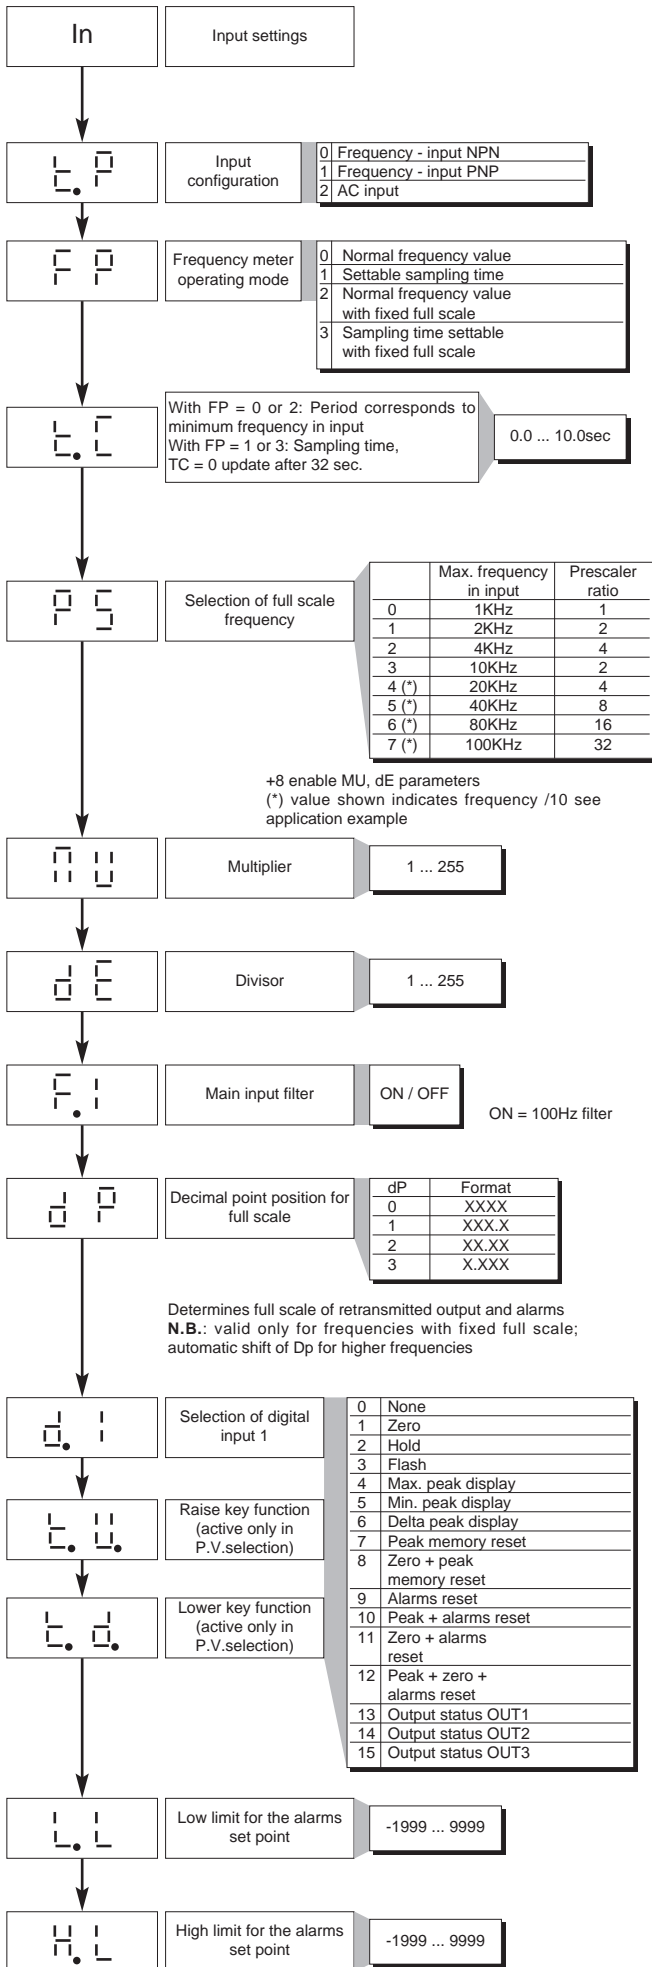 In
Input settings
t.P
Input
configuration
0 Frequency - input NPN
1 Frequency - input PNP
2 AC input
F P
Frequency meter
operating mode
0 Normal frequency value
1 Settable sampling time
2 Normal frequency value
with fixed full scale
3 Sampling time settable
with fixed full scale
t.C
With FP = 0 or 2: Period corresponds to
minimum frequency in input
With FP = 1 or 3: Sampling time,
TC = 0 update after 32 sec.
0.0 ... 10.0sec
P S
Selection of full scale
frequency
Max. frequency Prescaler
in input ratio
0 1KHz 1
1 2KHz 2
2 4KHz 4
3 10KHz 2
4 (*) 20KHz 4
5 (*) 40KHz 8
6 (*) 80KHz 16
7 (*) 100KHz 32
+8 enable MU, dE parameters
(*) value shown indicates frequency /10 see
application example
M U
Multiplier
1 ... 255
d E
Divisor
1 ... 255
F.I
Main input filter
ON / OFF
ON = 100Hz filter
d P
Decimal point position for
full scale
dP Format
0 XXXX
1 XXX.X
2 XX.XX
3 X.XXX
Determines full scale of retransmitted output and alarms
N.B.: valid only for frequencies with fixed full scale;
automatic shift of Dp for higher frequencies
d. I
Selection of digital
input 1
t. U.
Raise key function
(active only in
P.V.selection)
t. d.
Lower key function
(active only in
P.V.selection)
0 None
1 Zero
2 Hold
3 Flash
4 Max. peak display
5 Min. peak display
6 Delta peak display
7 Peak memory reset
8 Zero + peak
memory reset
9 Alarms reset
10 Peak + alarms reset
11 Zero + alarms
reset
12 Peak + zero +
alarms reset
13 Output status OUT1
14 Output status OUT2
15 Output status OUT3
L.L
Low limit for the alarms
set point
-1999 ... 9999
H.L
High limit for the alarms
set point
-1999 ... 9999